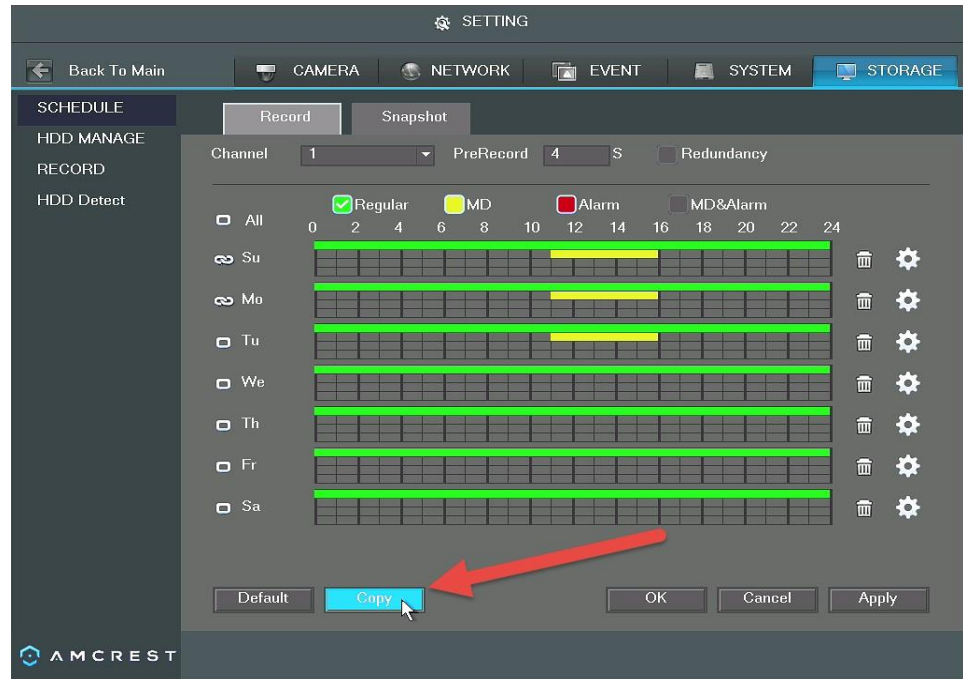 SETTING
Back To Main CAMERA NETWORK EVENT SYSTEM STORAGE
SCHEDULE
HDD MANAGE
RECORD
HDD Detect
Record Snapshot
Channel 1 PreRecord 4 S Redundancy
Regular MD Alarm MD&Alarm
All 0 2 4 6 8 10 12 14 16 18 20 22 24
Su
Mo
Tu
We
Th
Fr
Sa
Default Copy OK Cancel Apply
AMCREST